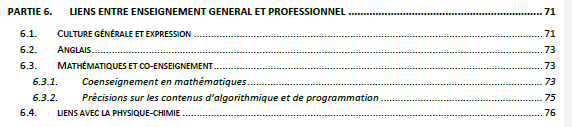 PARTIE 6. LIENS ENTRE ENSEIGNEMENT GENERAL ET PROFESSIONNEL ........ 71
6.1. CULTURE GÉNÉRALE ET EXPRESSION ........ 71
6.2. ANGLAIS ........ 73
6.3. MATHÉMATIQUES ET CO-ENSEIGNEMENT ........ 73
6.3.1. Coenseignement en mathématiques ........ 73
6.3.2. Précisions sur les contenus d'algorithmique et de programmation ........ 75
6.4. LIENS AVEC LA PHYSIQUE-CHIMIE ........ 76